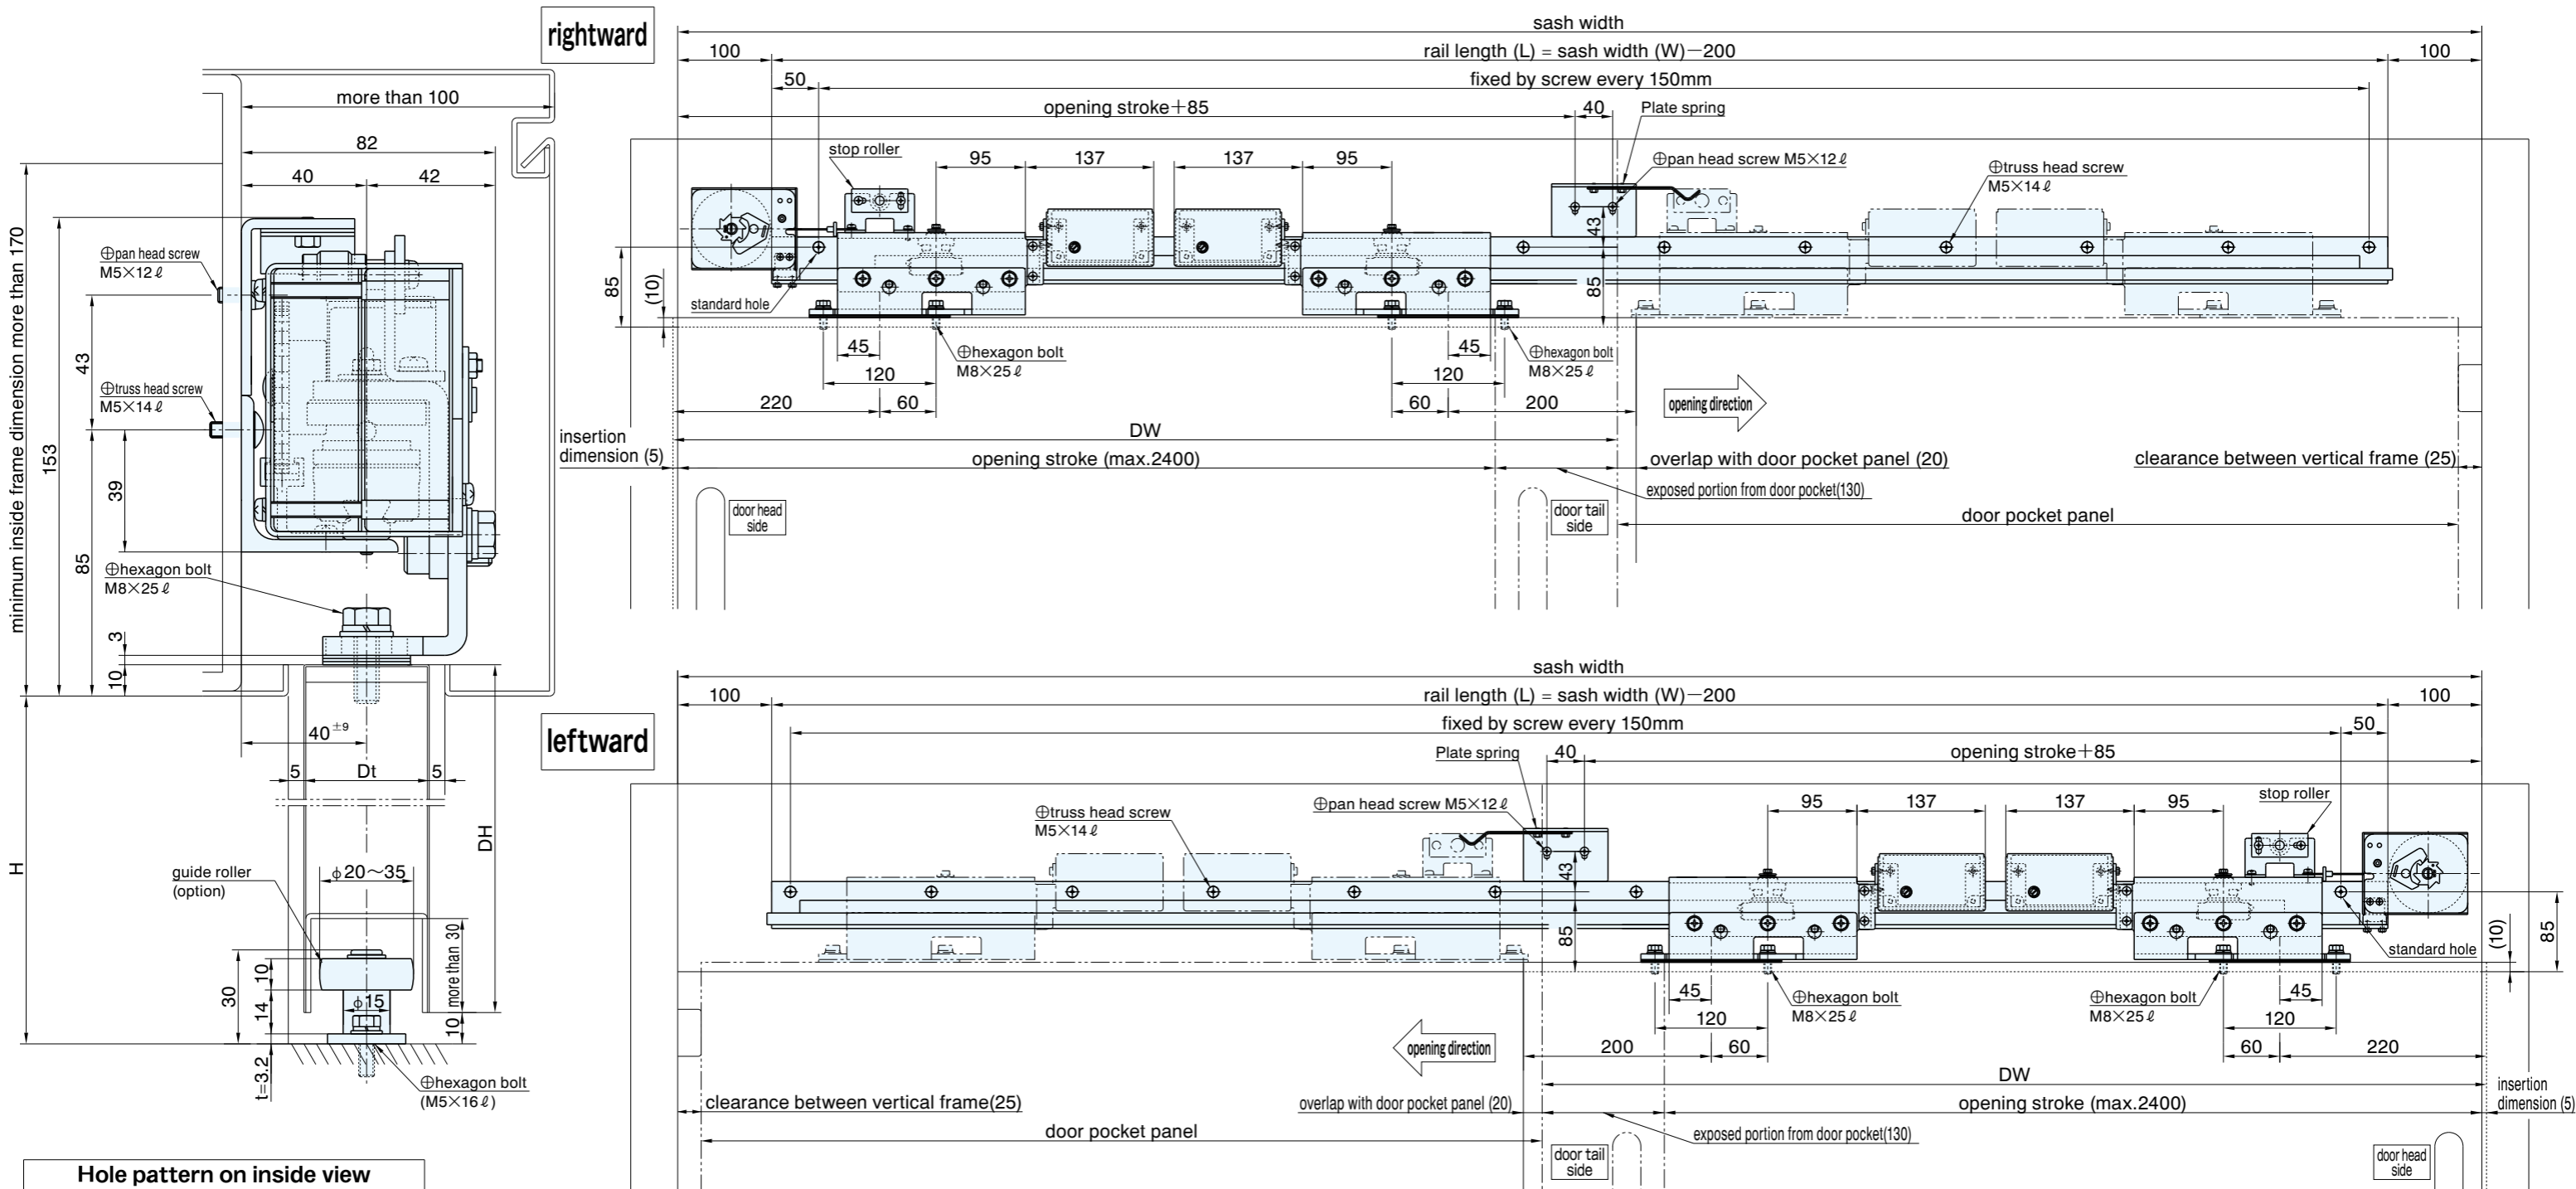 rightward
sash width
100
rail length (L) = sash width (W)−200
100
50
fixed by screw every 150mm
opening stroke+85
40
Plate spring
stop roller
95
137
137
95
⊕pan head screw M5×12ℓ
⊕truss head screw
M5×14ℓ
43
85
(10)
85
standard hole
45
⊕hexagon bolt
M8×25ℓ
45
⊕hexagon bolt
M8×25ℓ
120
120
220
60
60
200
opening direction
DW
insertion
dimension (5)
opening stroke (max.2400)
overlap with door pocket panel (20)
clearance between vertical frame (25)
exposed portion from door pocket(130)
door head
side
door tail
side
door pocket panel
more than 100
82
40
42
minimum inside frame dimension more than 170
153
⊕pan head screw
M5×12ℓ
43
⊕truss head screw
M5×14ℓ
39
85
⊕hexagon bolt
M8×25ℓ
3
10
40±9
5
Dt
5
DH
H
guide roller
(option)
φ20〜35
more than 30
10
30
14
φ15
10
t=3.2
⊕hexagon bolt
(M5×16ℓ)
Hole pattern on inside view
leftward
sash width
100
rail length (L) = sash width (W)−200
100
fixed by screw every 150mm
50
Plate spring
40
opening stroke+85
⊕truss head screw
M5×14ℓ
⊕pan head screw M5×12ℓ
95
137
137
95
stop roller
43
85
(10)
85
standard hole
45
⊕hexagon bolt
M8×25ℓ
⊕hexagon bolt
M8×25ℓ
45
120
120
opening direction
200
60
60
220
DW
insertion
dimension (5)
clearance between vertical frame(25)
overlap with door pocket panel (20)
opening stroke (max.2400)
door pocket panel
exposed portion from door pocket(130)
door tail
side
door head
side